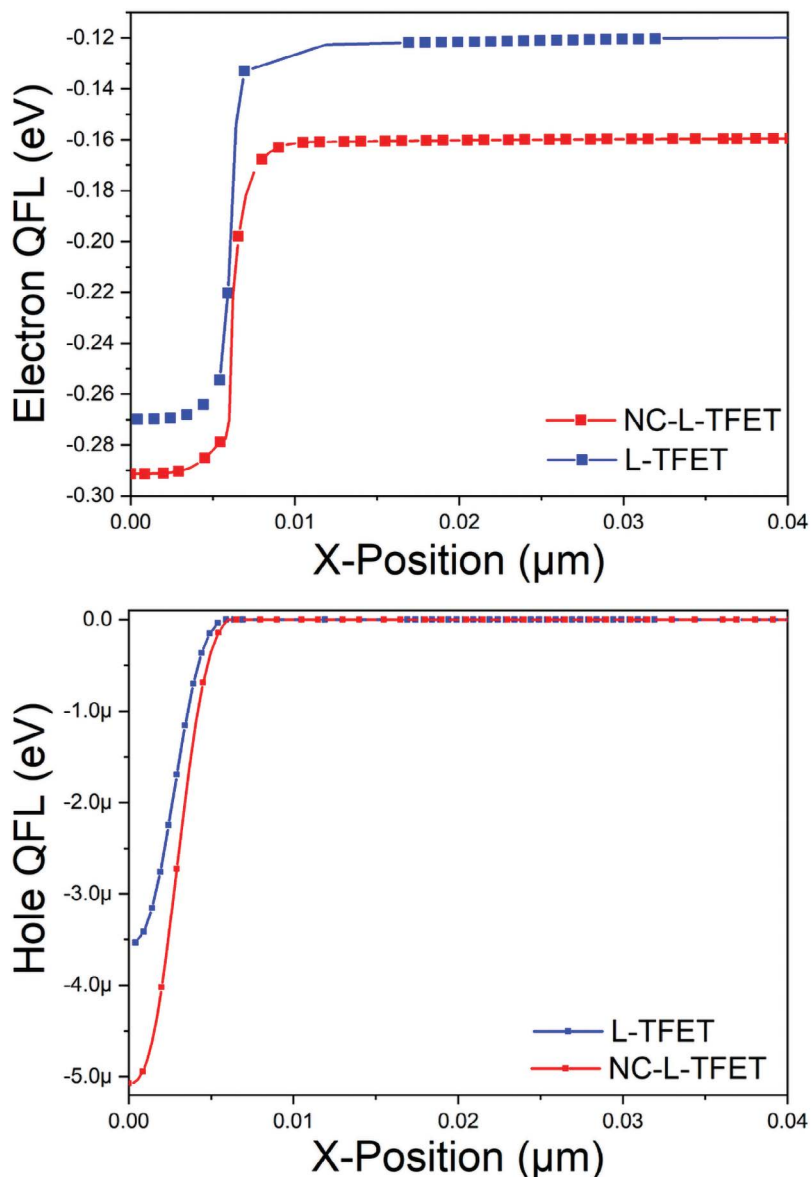 Electron QFL (eV)
-0.12
-0.14
-0.16
-0.18
-0.20
-0.22
-0.24
-0.26
-0.28
-0.30
NC-L-TFET
L-TFET
0.00
0.01
0.02
0.03
0.04
X-Position (μm)
Hole QFL (eV)
0.0
-1.0μ
-2.0μ
-3.0μ
-4.0μ
-5.0μ
L-TFET
NC-L-TFET
0.00
0.01
0.02
0.03
0.04
X-Position (μm)